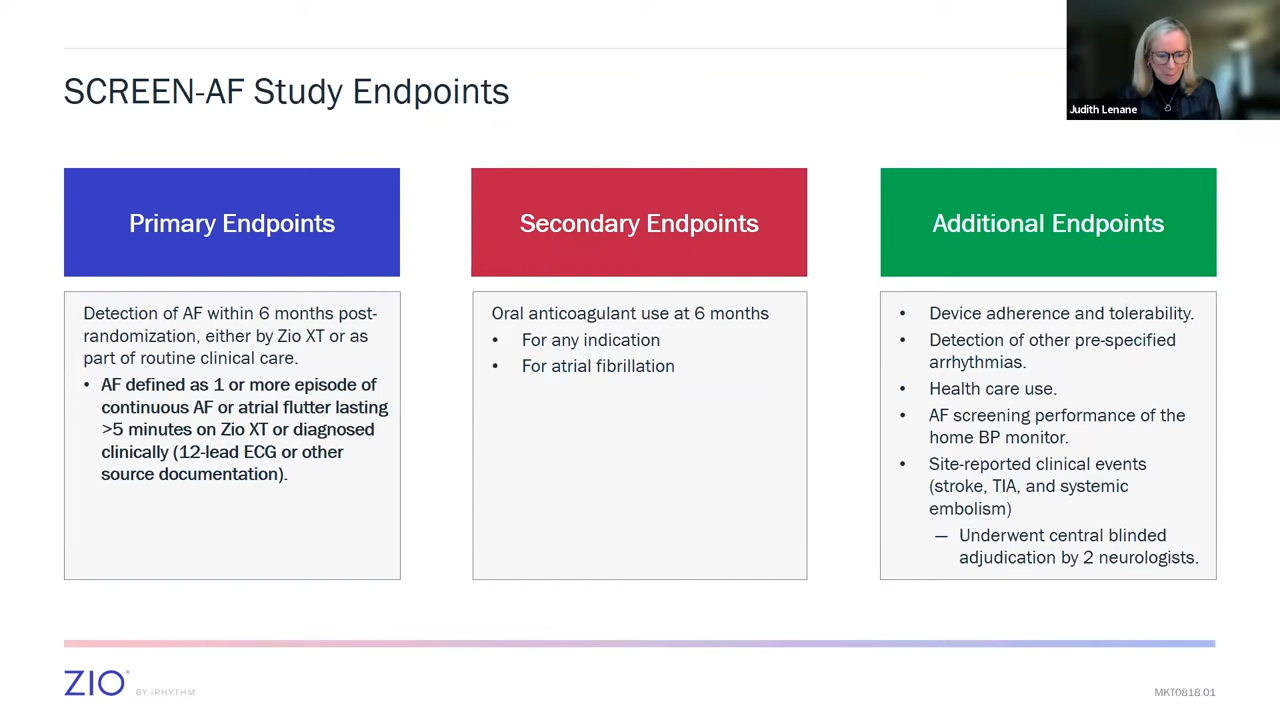 SCREEN-AF Study Endpoints
Judith Lenane
Primary Endpoints
Detection of AF within 6 months post-
randomization, either by Zio XT or as
part of routine clinical care.
• AF defined as 1 or more episode of
continuous AF or atrial flutter lasting
>5 minutes on Zio XT or diagnosed
clinically (12-lead ECG or other
source documentation).
Secondary Endpoints
Oral anticoagulant use at 6 months
• For any indication
• For atrial fibrillation
Additional Endpoints
• Device adherence and tolerability.
• Detection of other pre-specified
arrhythmias.
• Health care use.
• AF screening performance of the
home BP monitor.
• Site-reported clinical events
(stroke, TIA, and systemic
embolism)
— Underwent central blinded
adjudication by 2 neurologists.
ZIO® BY iRHYTHM
MKT0818.01